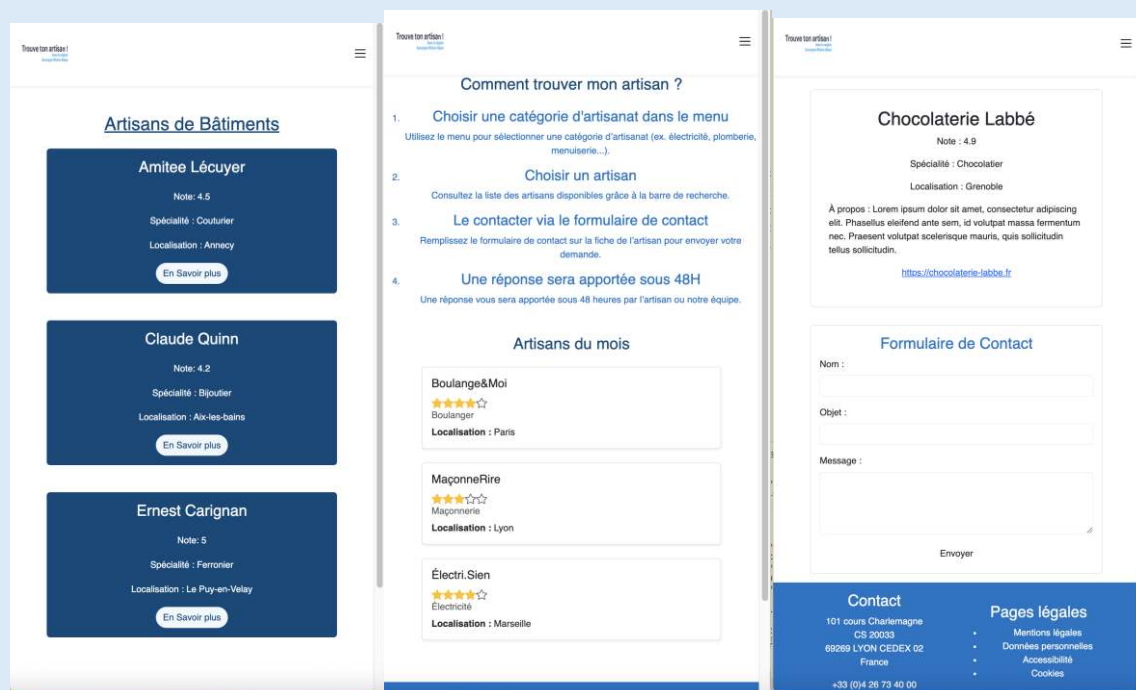 Trouve ton artisan !
Artisans de Bâtiments
Amitee Lécuyer
Note: 4.5
Spécialité : Couturier
Localisation : Annecy
En Savoir plus
Claude Quinn
Note: 4.2
Spécialité : Bijoutier
Localisation : Aix-les-bains
En Savoir plus
Ernest Carignan
Note: 5
Spécialité : Ferronier
Localisation : Le Puy-en-Velay
En Savoir plus
Trouve ton artisan !
Comment trouver mon artisan ?
1. Choisir une catégorie d'artisanat dans le menu
Utilisez le menu pour sélectionner une catégorie d'artisanat (ex. électricité, plomberie,
menuiserie...).
2. Choisir un artisan
Consultez la liste des artisans disponibles grâce à la barre de recherche.
3. Le contacter via le formulaire de contact
Remplissez le formulaire de contact sur la fiche de l'artisan pour envoyer votre
demande.
4. Une réponse sera apportée sous 48H
Une réponse vous sera apportée sous 48 heures par l'artisan ou notre équipe.
Artisans du mois
Boulange&Moi
Boulanger
Localisation : Paris
MaçonneRire
Maçonnerie
Localisation : Lyon
Électri.Sien
Électricité
Localisation : Marseille
Trouve ton artisan !
Chocolaterie Labbé
Note : 4.9
Spécialité : Chocolatier
Localisation : Grenoble
À propos : Lorem ipsum dolor sit amet, consectetur adipiscing
elit. Phasellus eleifend ante sem, id volutpat massa fermentum
nec. Praesent volutpat scelerisque mauris, quis sollicitudin
tellus sollicitudin.
https://chocolaterie-labbe.fr
Formulaire de Contact
Nom :
Objet :
Message :
Envoyer
Contact
101 cours Charlemagne
CS 20033
69269 LYON CEDEX 02
France
+33 (0)4 26 73 40 00
Pages légales
Mentions légales
Données personnelles
Accessibilité
Cookies